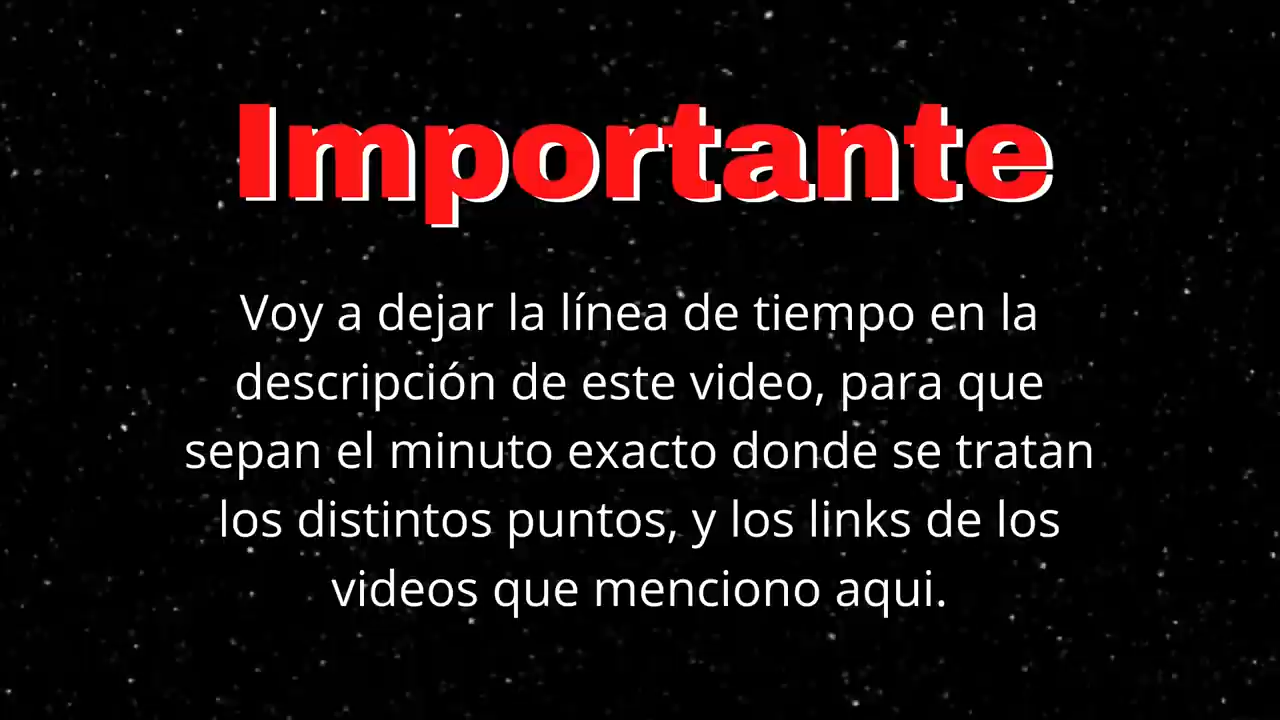 Importante
Voy a dejar la línea de tiempo en la
descripción de este video, para que
sepan el minuto exacto donde se tratan
los distintos puntos, y los links de los
videos que menciono aqui.